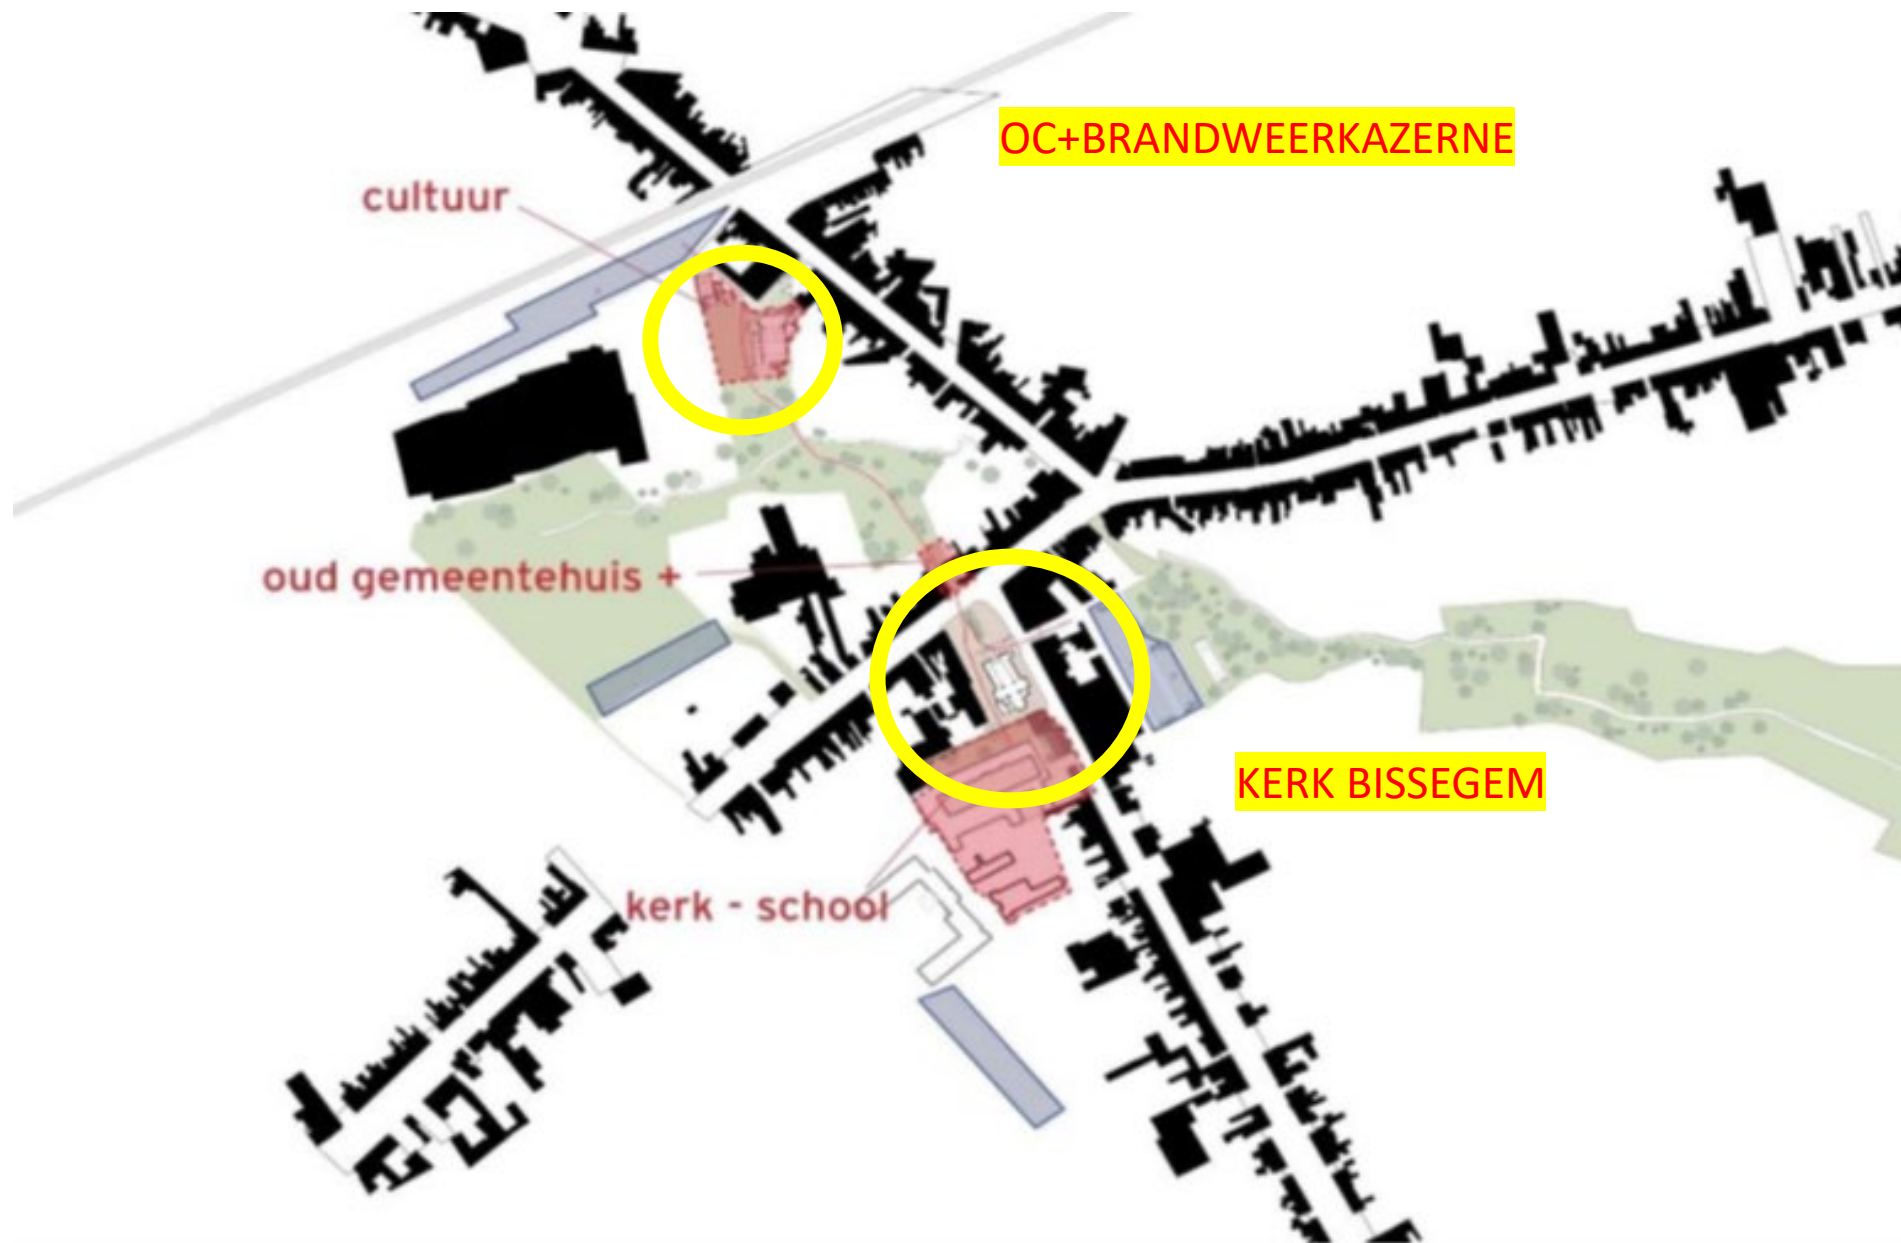 OC+BRANDWEERKAZERNE
cultuur
oud gemeentehuis +
KERK BISSEGEM
kerk - school